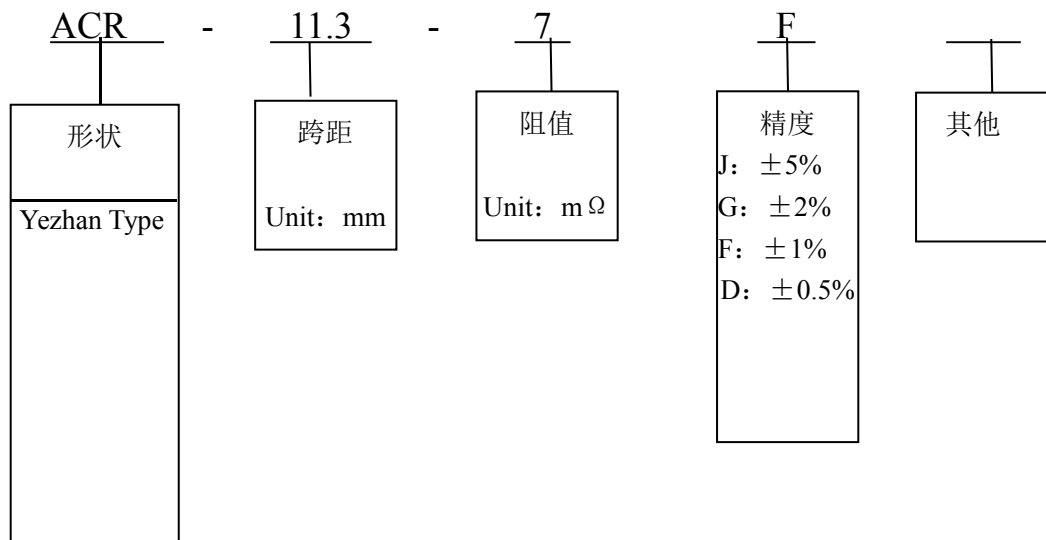 ACR - 11.3 - 7 F
形状
Yezhan Type
跨距
Unit：mm
阻值
Unit：mΩ
精度
J：±5%
G：±2%
F：±1%
D：±0.5%
其他